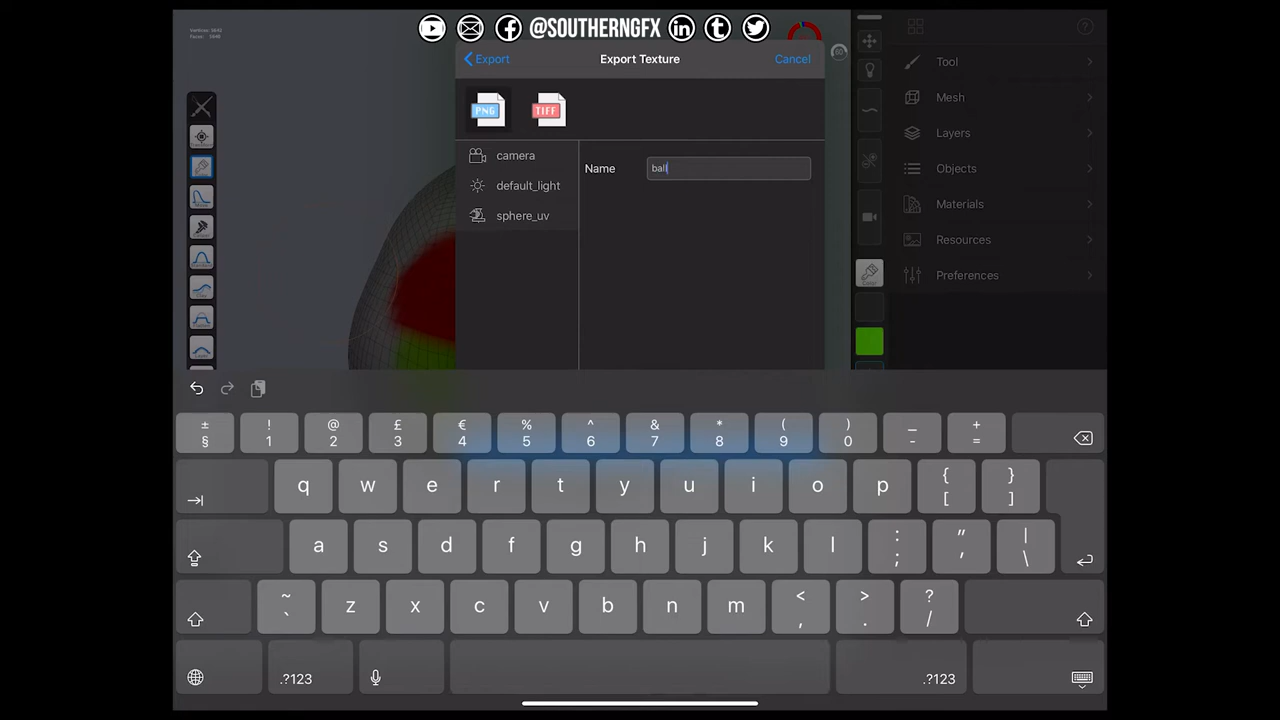 @SOUTHERNGFX
Export
Export Texture
Cancel
PNG
TIFF
camera
default_light
sphere_uv
Name
ball
Tool
Mesh
Layers
Objects
Materials
Resources
Preferences
± ! @ £ € % ^ & * ( ) _ +
§ 1 2 3 4 5 6 7 8 9 0 - =
q w e r t y u i o p { [ } ]
a s d f g h j k l : ; " ' | \
~ ` z x c v b n m < , > . ? /
.?123 .?123